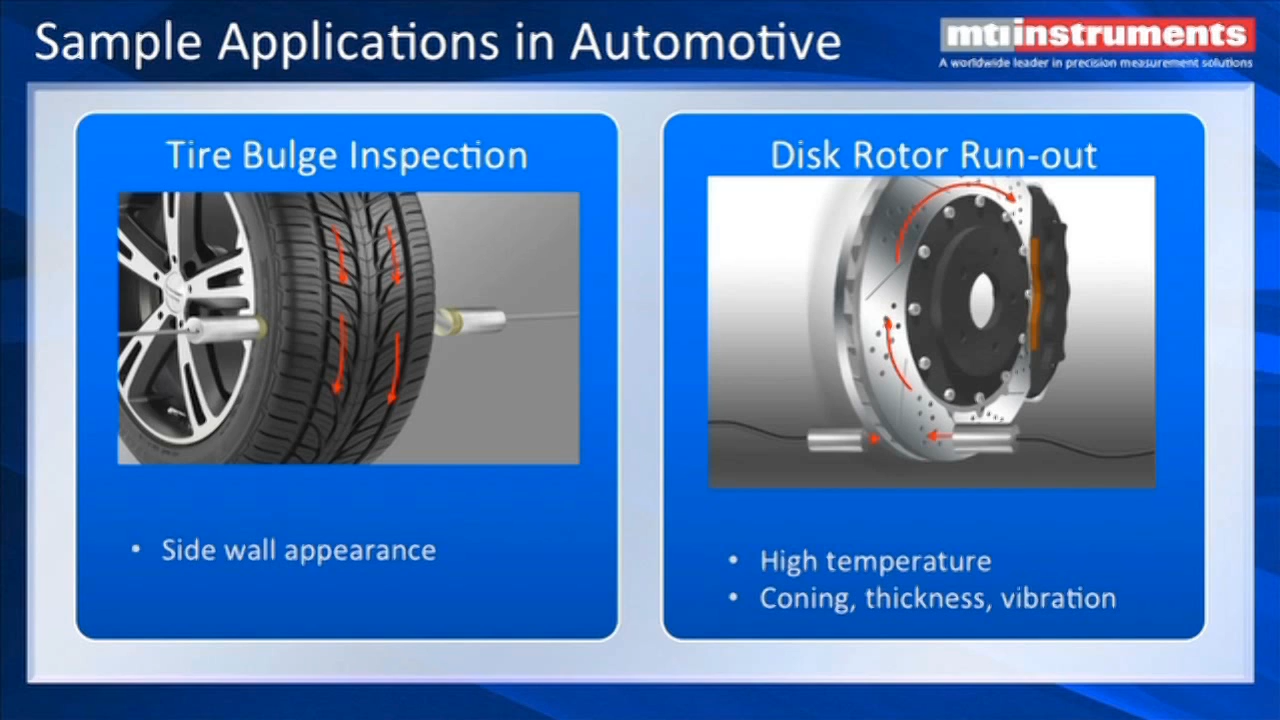 Sample Applications in Automotive
mtiinstruments
A worldwide leader in precision measurement solutions
Tire Bulge Inspection
• Side wall appearance
Disk Rotor Run-out
• High temperature
• Coning, thickness, vibration